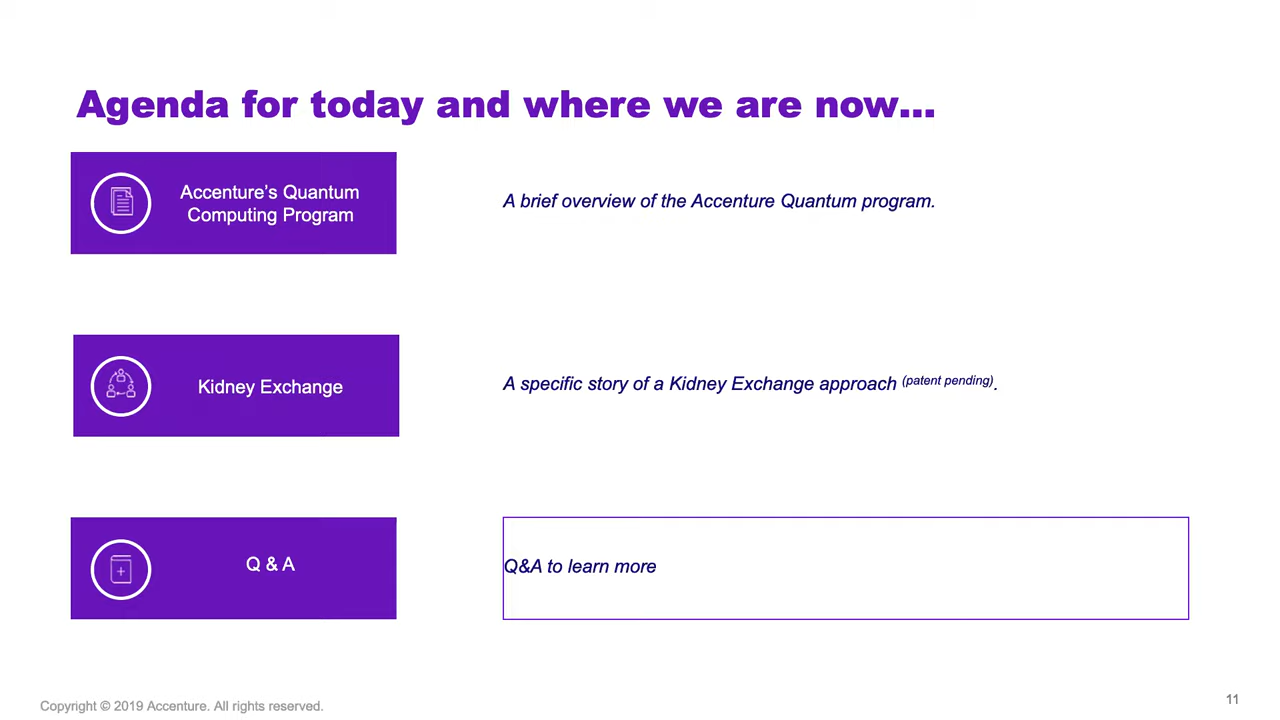 Agenda for today and where we are now...
Accenture's Quantum
Computing Program
A brief overview of the Accenture Quantum program.
Kidney Exchange
A specific story of a Kidney Exchange approach (patent pending).
Q & A
Q&A to learn more
Copyright © 2019 Accenture. All rights reserved.
11